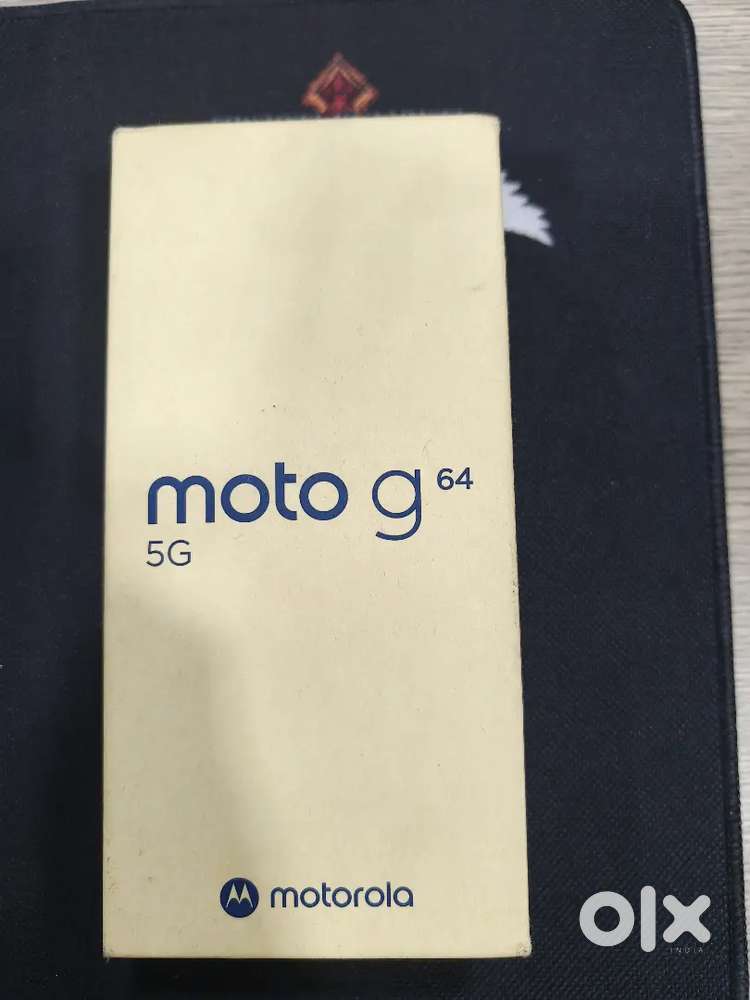 moto g 64
5G
motorola
olx
INDIA